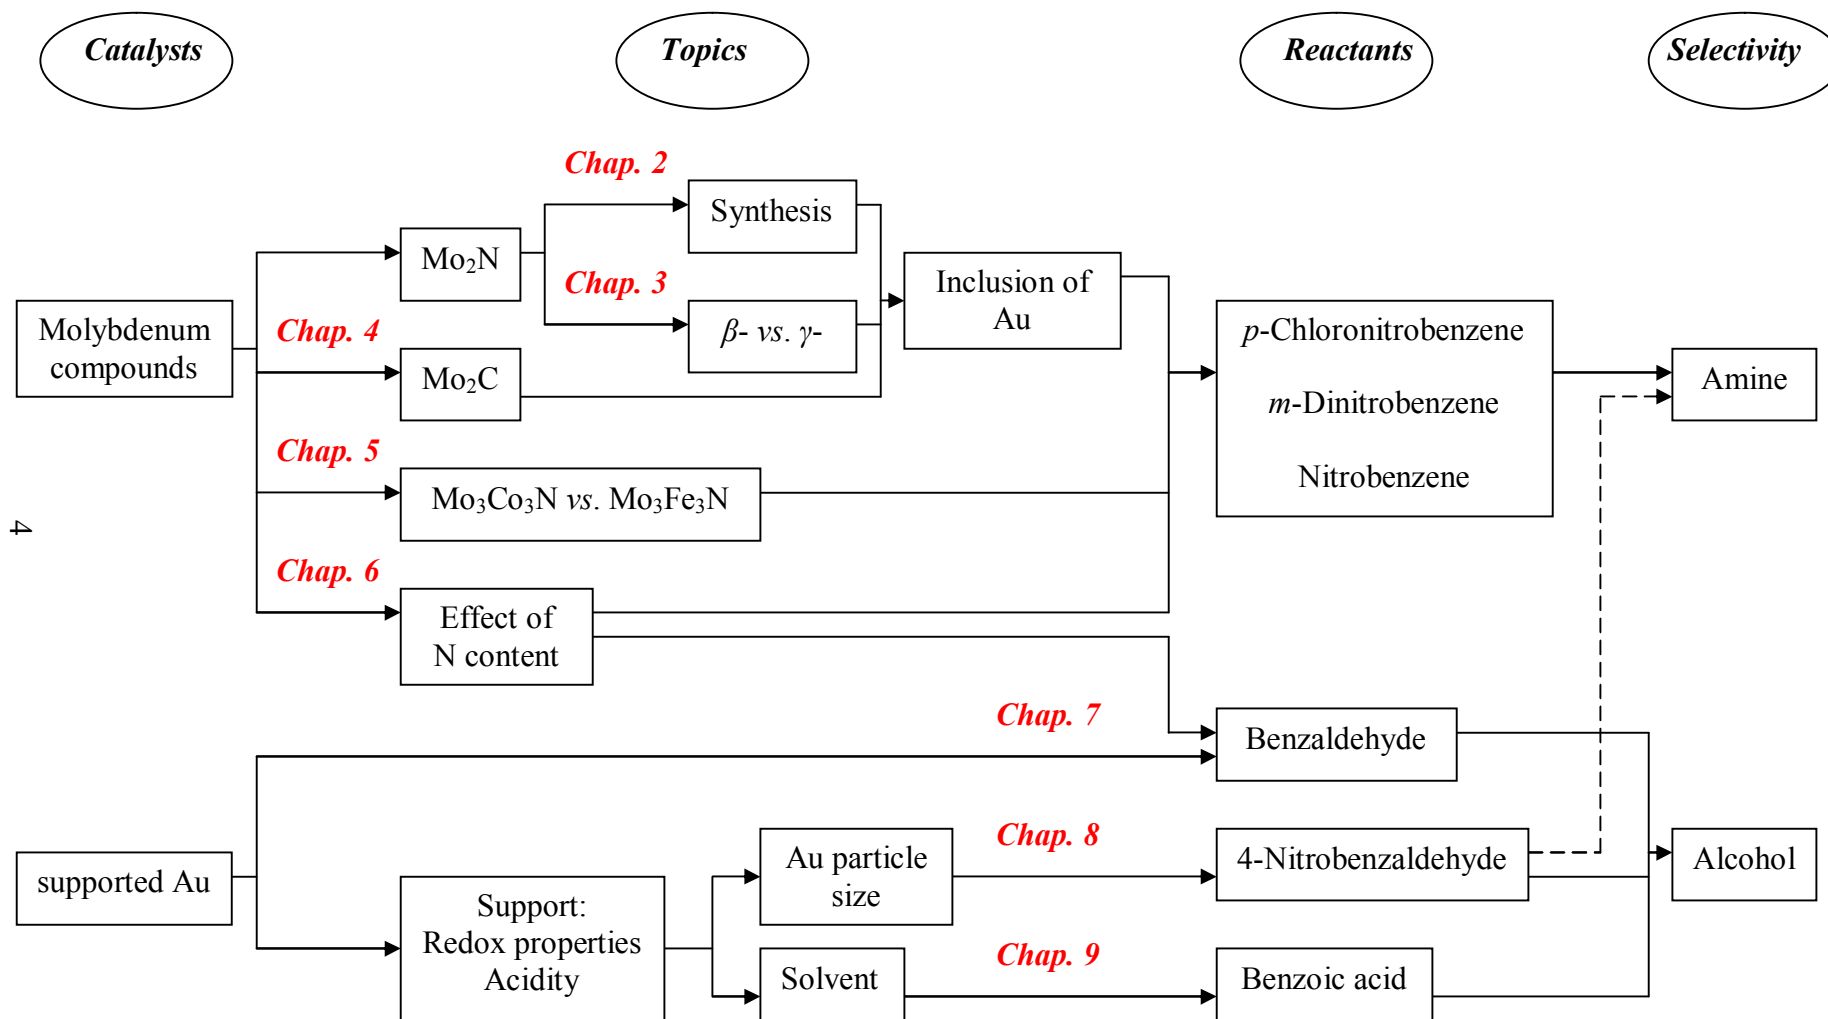 Catalysts
Topics
Reactants
Selectivity
Chap. 2
Synthesis
Mo₂N
Inclusion of
Au
Chap. 3
β- vs. γ-
Molybdenum
compounds
Chap. 4
Mo₂C
p-Chloronitrobenzene
m-Dinitrobenzene
Nitrobenzene
Amine
Chap. 5
Mo₃Co₃N vs. Mo₃Fe₃N
4
Chap. 6
Effect of
N content
Chap. 7
Benzaldehyde
supported Au
Au particle
size
Chap. 8
4-Nitrobenzaldehyde
Alcohol
Support:
Redox properties
Acidity
Solvent
Chap. 9
Benzoic acid